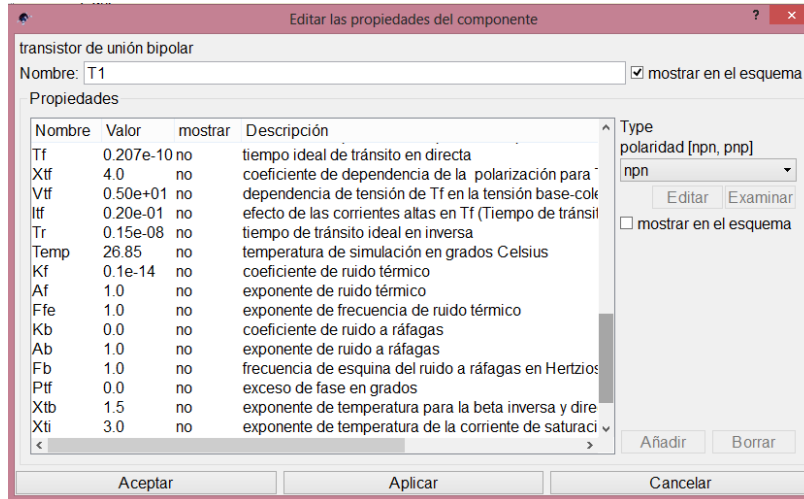 Editar las propiedades del componente ? ×
transistor de unión bipolar
Nombre: T1 mostrar en el esquema
Propiedades
Nombre Valor mostrar Descripción
Tf 0.207e-10 no tiempo ideal de tránsito en directa
Xtf 4.0 no coeficiente de dependencia de la polarización para
Vtf 0.50e+01 no dependencia de tensión de Tf en la tensión base-cole
Itf 0.20e-01 no efecto de las corrientes altas en Tf (Tiempo de tránsit
Tr 0.15e-08 no tiempo de tránsito ideal en inversa
Temp 26.85 no temperatura de simulación en grados Celsius
Kf 0.1e-14 no coeficiente de ruido térmico
Af 1.0 no exponente de ruido térmico
Ffe 1.0 no exponente de frecuencia de ruido térmico
Kb 0.0 no coeficiente de ruido a ráfagas
Ab 1.0 no exponente de ruido a ráfagas
Fb 1.0 no frecuencia de esquina del ruido a ráfagas en Hertzios
Ptf 0.0 no exceso de fase en grados
Xtb 1.5 no exponente de temperatura para la beta inversa y dire
Xti 3.0 no exponente de temperatura de la corriente de saturaci
Type
polaridad [npn, pnp]
npn
Editar Examinar
mostrar en el esquema
Añadir Borrar
Aceptar Aplicar Cancelar